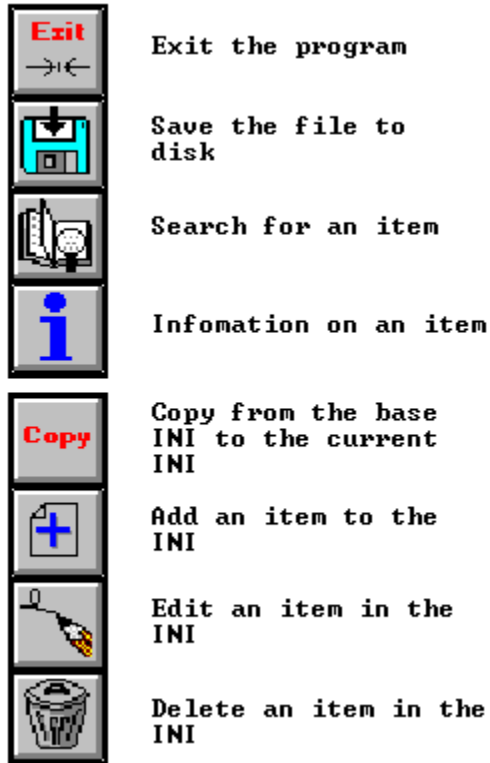 Exit
Exit the program
Save the file to
disk
Search for an item
Infomation on an item
Copy
Copy from the base
INI to the current
INI
Add an item to the
INI
Edit an item in the
INI
Delete an item in the
INI